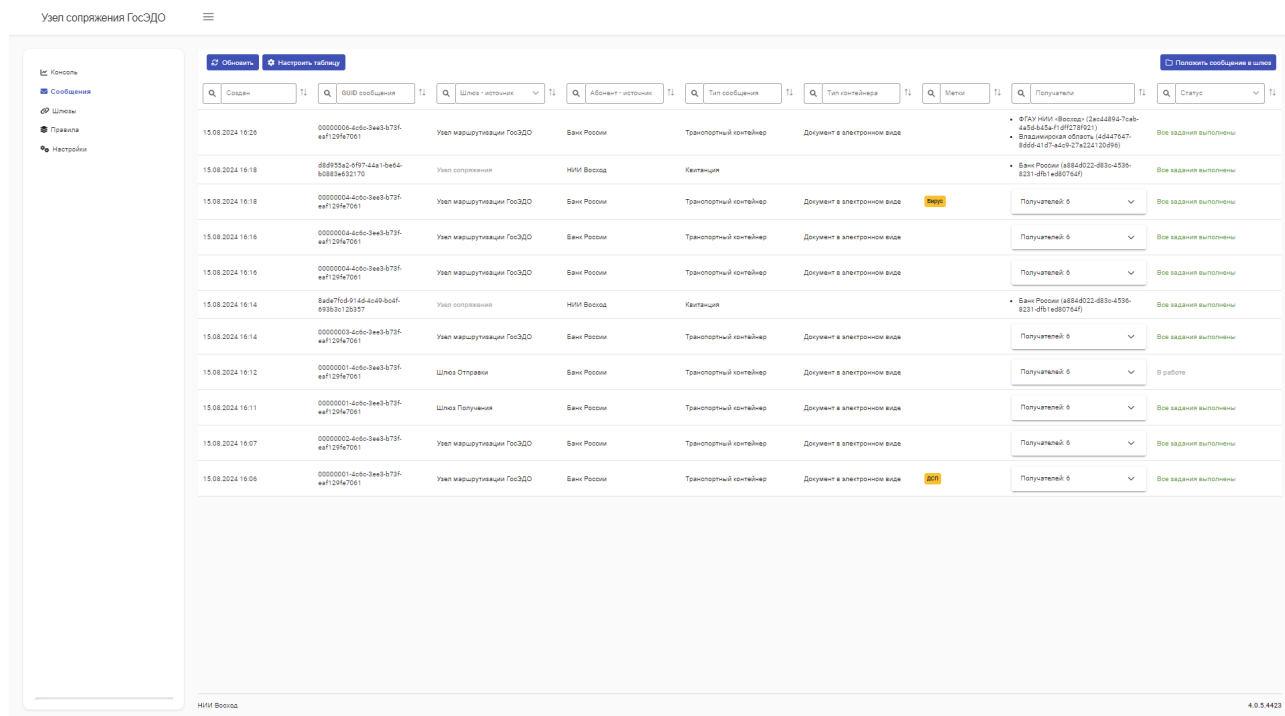 Узел сопряжения ГосЭДО
Консоль
Сообщения
Шлюзы
Правила
Настройки
Обновить Настроить таблицу Положить сообщение в шлюз
Создан GUID сообщения Шлюз - источник Абонент - источник Тип сообщения Тип контейнера Метки Получатели Статус
15.08.2024 16:26 00000006-4c6c-3ee3-b73f-eaf129fe7061 Узел маршрутизации ГосЭДО Банк России Транспортный контейнер Документ в электронном виде
ФГАУ НИИ «Восход» (2ac44894-7cab-
4a5d-b45a-f1dff278f921)
Владимирская область (4d447647-
8ddd-41d7-a4c9-27a224120d96)
Все задания выполнены
15.08.2024 16:18 d8d955a2-6f97-44a1-be64-b0883e632170 Узел сопряжения НИИ Восход Квитанция
Банк России (a884d022-d83c-4536-
8231-dfb1ed80764f)
Все задания выполнены
15.08.2024 16:18 00000004-4c6c-3ee3-b73f-eaf129fe7061 Узел маршрутизации ГосЭДО Банк России Транспортный контейнер Документ в электронном виде Вирус Получателей: 6 Все задания выполнены
15.08.2024 16:16 00000004-4c6c-3ee3-b73f-eaf129fe7061 Узел маршрутизации ГосЭДО Банк России Транспортный контейнер Документ в электронном виде Получателей: 6 Все задания выполнены
15.08.2024 16:16 00000004-4c6c-3ee3-b73f-eaf129fe7061 Узел маршрутизации ГосЭДО Банк России Транспортный контейнер Документ в электронном виде Получателей: 6 Все задания выполнены
15.08.2024 16:14 8ade7fcd-914d-4c49-bc4f-693b3c12b357 Узел сопряжения НИИ Восход Квитанция
Банк России (a884d022-d83c-4536-
8231-dfb1ed80764f)
Все задания выполнены
15.08.2024 16:14 00000003-4c6c-3ee3-b73f-eaf129fe7061 Узел маршрутизации ГосЭДО Банк России Транспортный контейнер Документ в электронном виде Получателей: 6 Все задания выполнены
15.08.2024 16:12 00000001-4c6c-3ee3-b73f-eaf129fe7061 Шлюз Отправки Банк России Транспортный контейнер Документ в электронном виде Получателей: 6 В работе
15.08.2024 16:11 00000001-4c6c-3ee3-b73f-eaf129fe7061 Шлюз Получения Банк России Транспортный контейнер Документ в электронном виде Получателей: 6 Все задания выполнены
15.08.2024 16:07 00000002-4c6c-3ee3-b73f-eaf129fe7061 Узел маршрутизации ГосЭДО Банк России Транспортный контейнер Документ в электронном виде Получателей: 6 Все задания выполнены
15.08.2024 16:06 00000001-4c6c-3ee3-b73f-eaf129fe7061 Узел маршрутизации ГосЭДО Банк России Транспортный контейнер Документ в электронном виде ДСП Получателей: 6 Все задания выполнены
НИИ Восход 4.0.5.4423